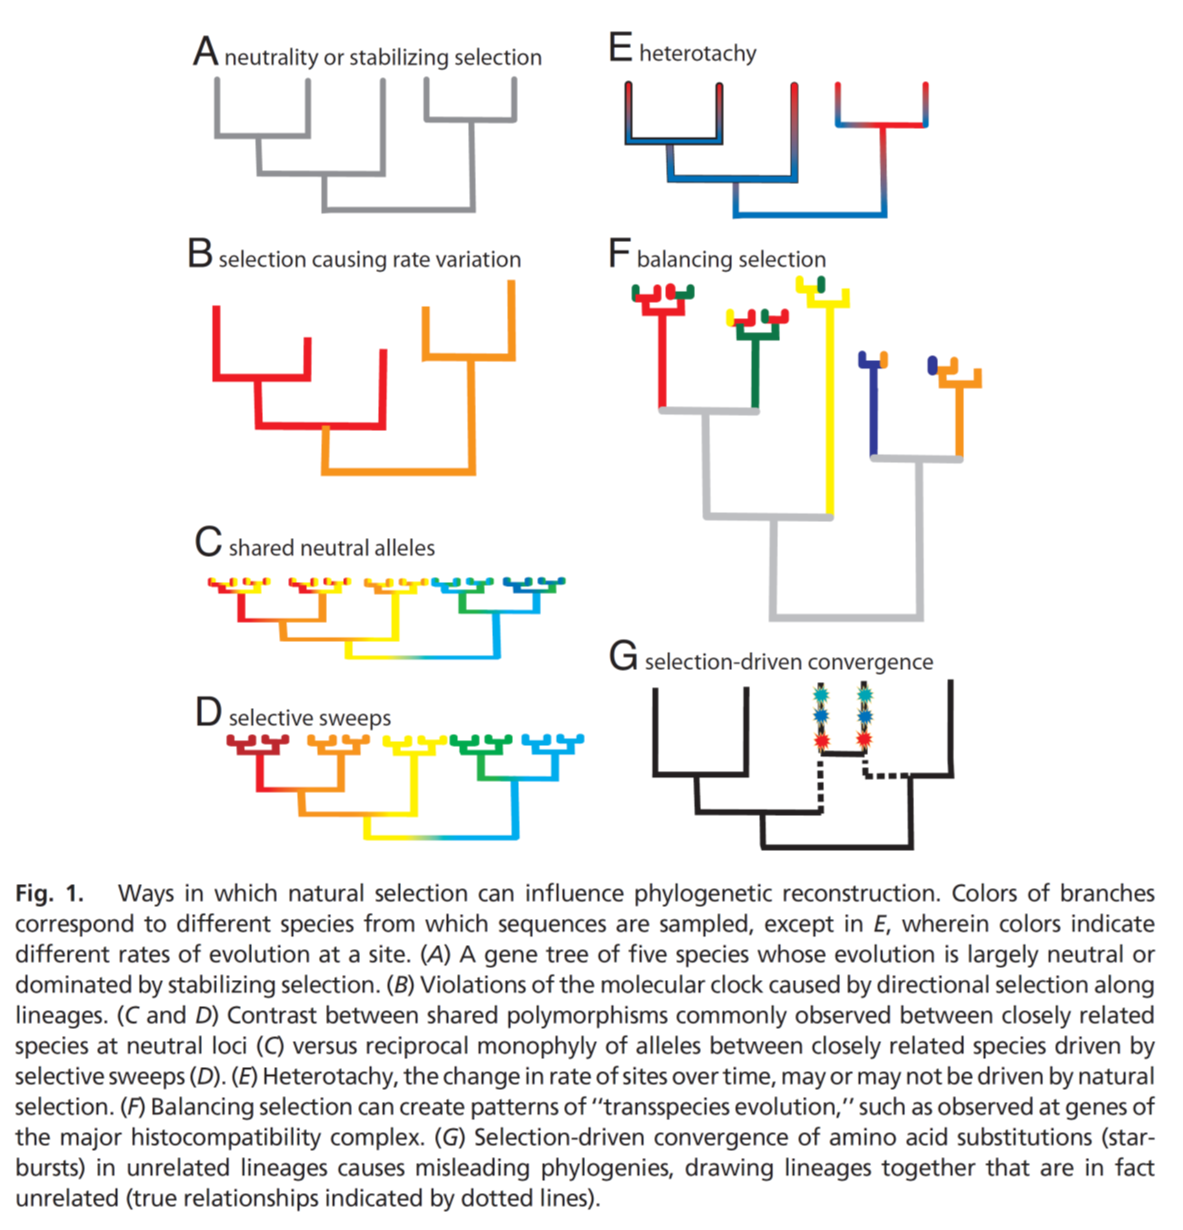 A neutrality or stabilizing selection
E heterotachy
B selection causing rate variation
F balancing selection
C shared neutral alleles
D selective sweeps
G selection-driven convergence
Fig. 1. Ways in which natural selection can influence phylogenetic reconstruction. Colors of branches
correspond to different species from which sequences are sampled, except in E, wherein colors indicate
different rates of evolution at a site. (A) A gene tree of five species whose evolution is largely neutral or
dominated by stabilizing selection. (B) Violations of the molecular clock caused by directional selection along
lineages. (C and D) Contrast between shared polymorphisms commonly observed between closely related
species at neutral loci (C) versus reciprocal monophyly of alleles between closely related species driven by
selective sweeps (D). (E) Heterotachy, the change in rate of sites over time, may or may not be driven by natural
selection. (F) Balancing selection can create patterns of ‘‘transspecies evolution,’’ such as observed at genes of
the major histocompatibility complex. (G) Selection-driven convergence of amino acid substitutions (star-
bursts) in unrelated lineages causes misleading phylogenies, drawing lineages together that are in fact
unrelated (true relationships indicated by dotted lines).